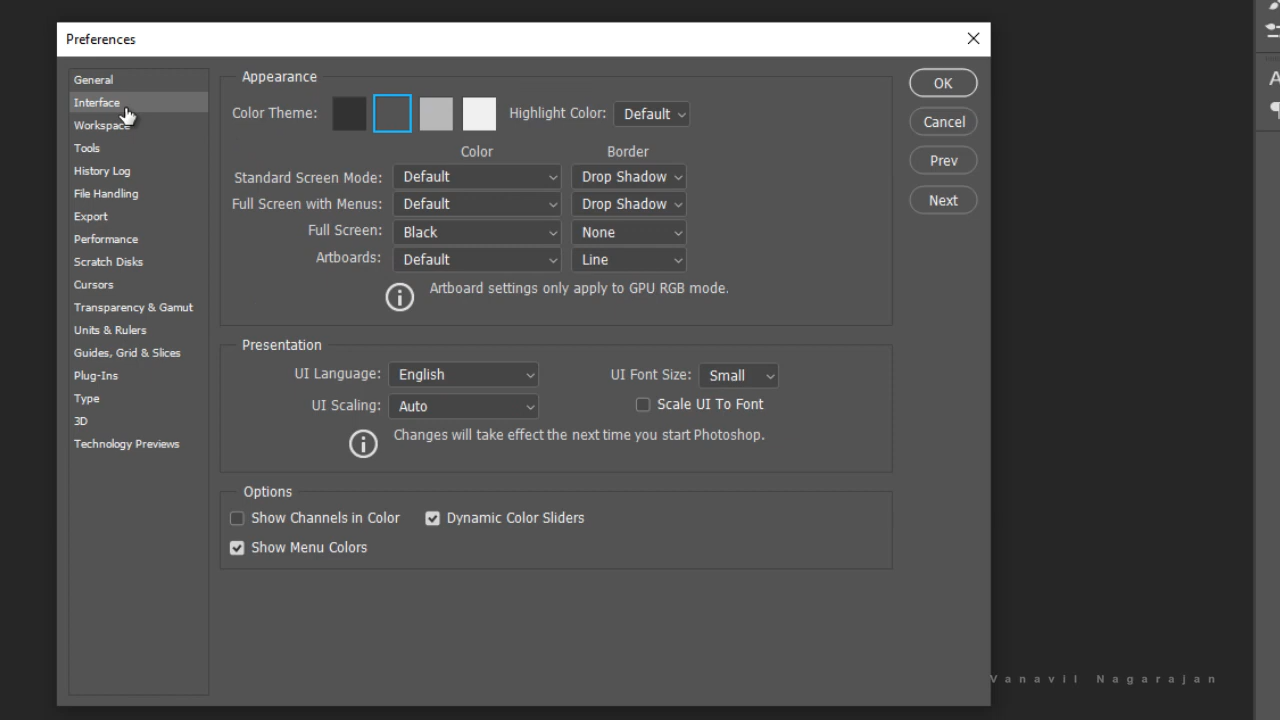 Preferences
General
Interface
Workspace
Tools
History Log
File Handling
Export
Performance
Scratch Disks
Cursors
Transparency & Gamut
Units & Rulers
Guides, Grid & Slices
Plug-Ins
Type
3D
Technology Previews
Appearance
Color Theme:
Highlight Color: Default
Color Border
Standard Screen Mode: Default Drop Shadow
Full Screen with Menus: Default Drop Shadow
Full Screen: Black None
Artboards: Default Line
Artboard settings only apply to GPU RGB mode.
Presentation
UI Language: English UI Font Size: Small
UI Scaling: Auto Scale UI To Font
Changes will take effect the next time you start Photoshop.
Options
Show Channels in Color Dynamic Color Sliders
Show Menu Colors
OK
Cancel
Prev
Next
Vanavil Nagarajan